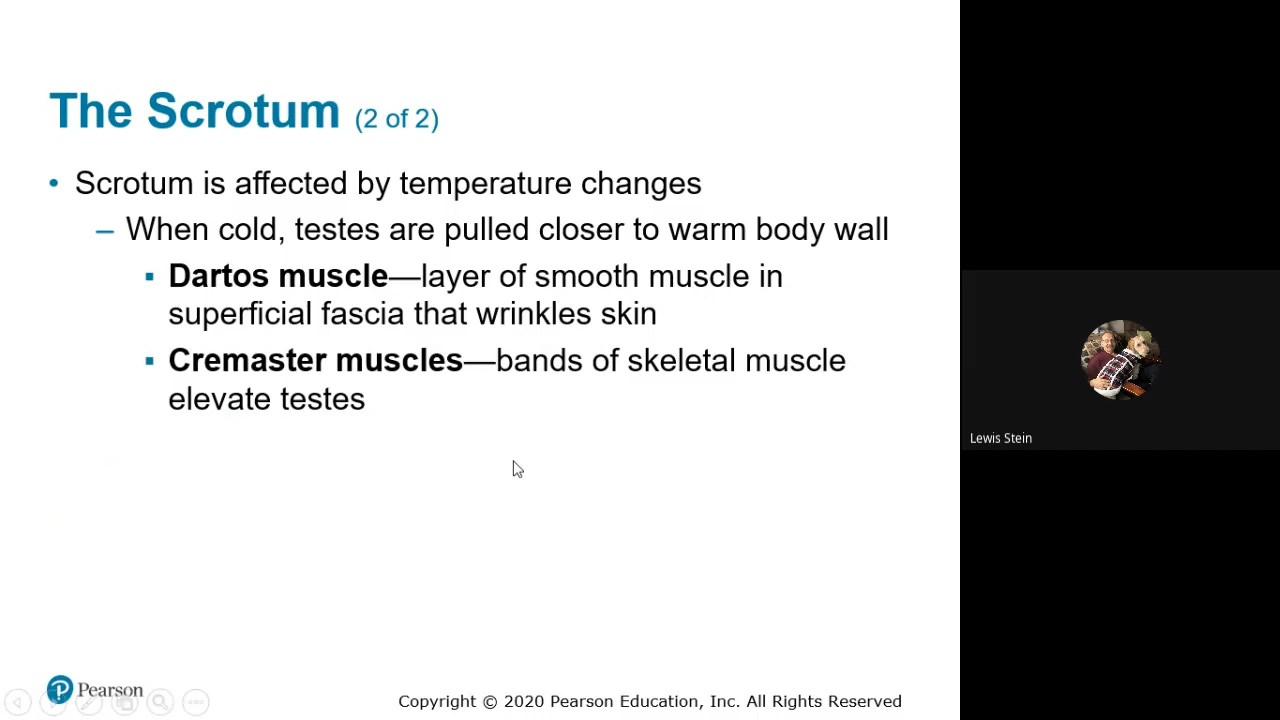 The Scrotum (2 of 2)
• Scrotum is affected by temperature changes
– When cold, testes are pulled closer to warm body wall
▪ Dartos muscle—layer of smooth muscle in
superficial fascia that wrinkles skin
▪ Cremaster muscles—bands of skeletal muscle
elevate testes
Lewis Stein
Pearson
Copyright © 2020 Pearson Education, Inc. All Rights Reserved